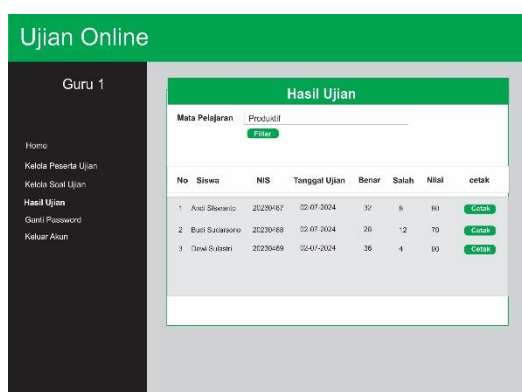 Ujian Online
Guru 1
Home
Kelola Peserta Ujian
Kelola Soal Ujian
Hasil Ujian
Ganti Password
Keluar Akun
Hasil Ujian
Mata Pelajaran Produktif
Filter
No Siswa NIS Tanggal Ujian Benar Salah Nilai cetak
1 Andi Siswanto 20230467 02-07-2024 32 8 80 Cetak
2 Budi Sudarsono 20230468 02-07-2024 28 12 70 Cetak
3 Dewi Sulastri 20230469 02-07-2024 36 4 90 Cetak